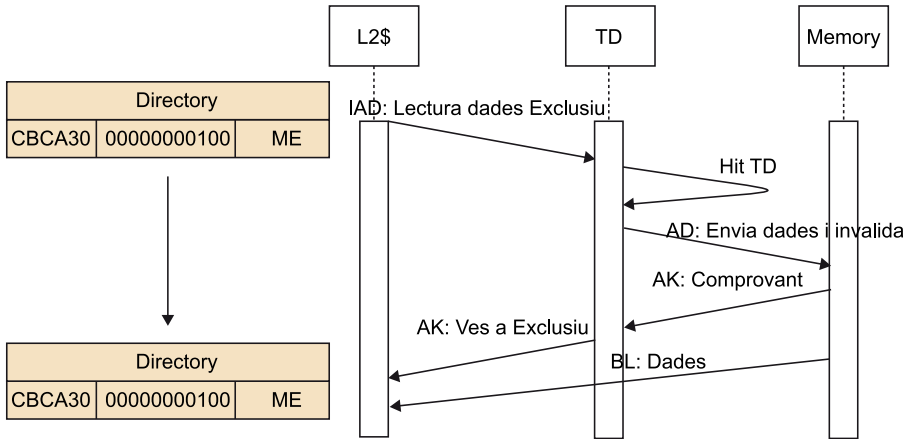 L2$
TD
Memory
Directory
CBCA30 00000000100 ME
IAD: Lectura dades Exclusiu
Hit TD
AD: Envia dades i invalida
AK: Comprovant
AK: Ves a Exclusiu
BL: Dades
Directory
CBCA30 00000000100 ME